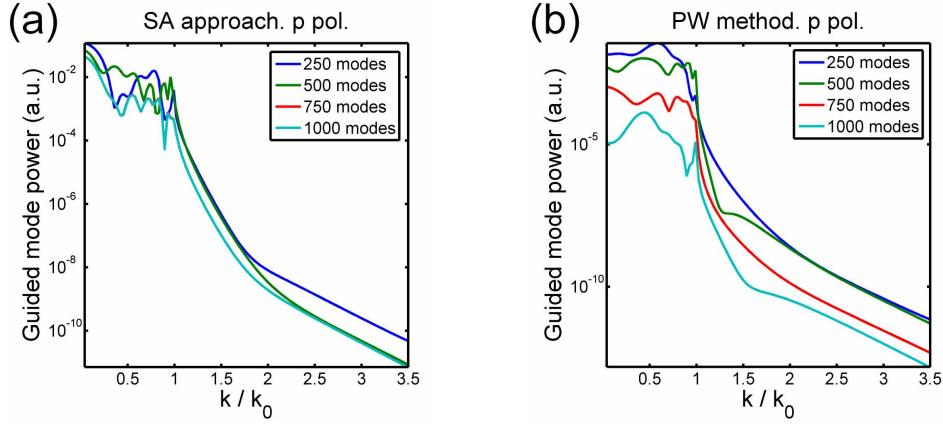 (a)
SA approach. p pol.
250 modes
500 modes
750 modes
1000 modes
Guided mode power (a.u.)
10^-2
10^-4
10^-6
10^-8
10^-10
0.5 1 1.5 2 2.5 3 3.5
k / k_0
(b)
PW method. p pol.
250 modes
500 modes
750 modes
1000 modes
Guided mode power (a.u.)
10^-5
10^-10
0.5 1 1.5 2 2.5 3 3.5
k / k_0